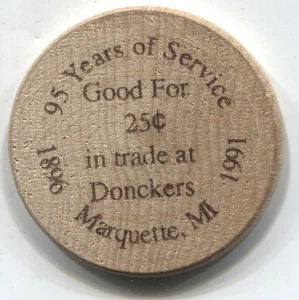 95 Years of Service
Good For
25¢
in trade at
Donckers
1896
1991
Marquette, MI